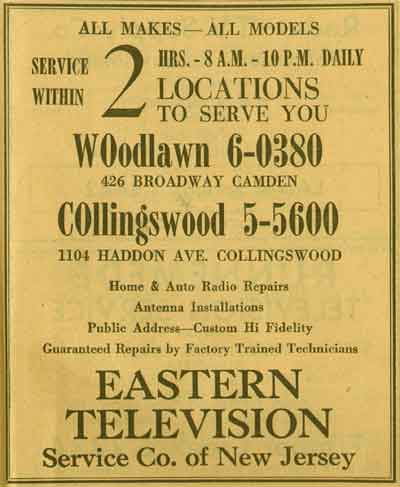 ALL MAKES—ALL MODELS
SERVICE WITHIN 2 HRS. - 8 A.M. - 10 P.M. DAILY
2 LOCATIONS
TO SERVE YOU
WOodlawn 6-0380
426 BROADWAY CAMDEN
COllingswood 5-5600
1104 HADDON AVE. COLLINGSWOOD
Home & Auto Radio Repairs
Antenna Installations
Public Address—Custom Hi Fidelity
Guaranteed Repairs by Factory Trained Technicians
EASTERN
TELEVISION
Service Co. of New Jersey